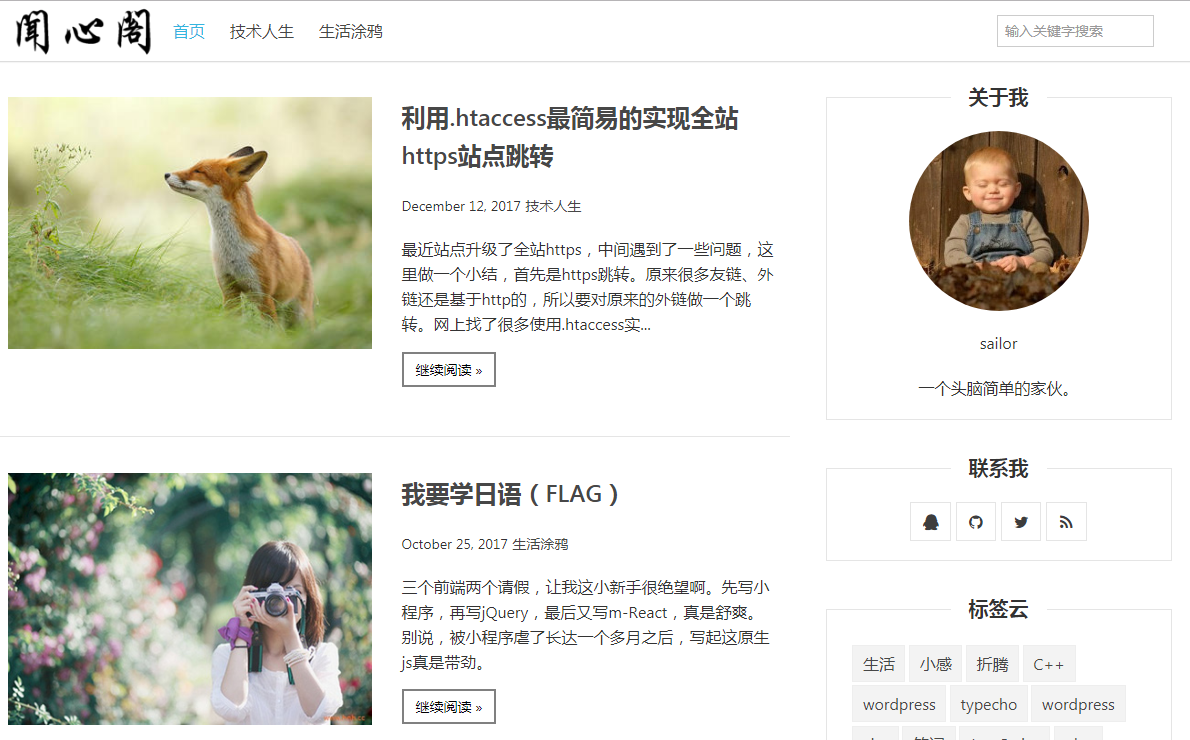 聞心阁 首页 技术人生 生活涂鸦 输入关键字搜索
利用.htaccess最简易的实现全站
https站点跳转
December 12, 2017 技术人生
最近站点升级了全站https，中间遇到了一些问题，这
里做一个小结，首先是https跳转。原来很多友链、外
链还是基于http的，所以要对原来的外链做一个跳
转。网上找了很多使用.htaccess实...
继续阅读 »
我要学日语（FLAG）
October 25, 2017 生活涂鸦
三个前端两个请假，让我这小新手很绝望啊。先写小
程序，再写jQuery，最后又写m-React，真是舒爽。
别说，被小程序虐了长达一个多月之后，写起这原生
js真是带劲。
继续阅读 »
关于我
sailor
一个头脑简单的家伙。
联系我
标签云
生活 小感 折腾 C++
wordpress typecho wordpress